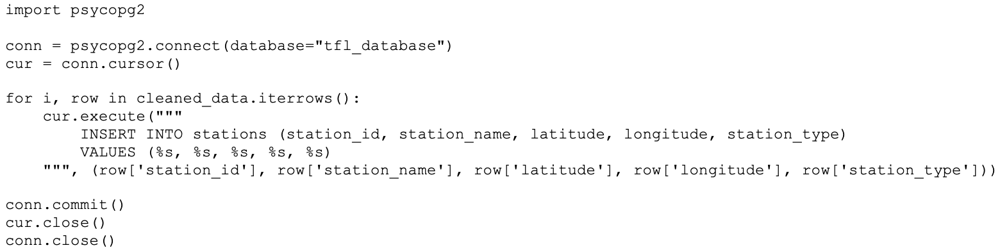 import psycopg2

conn = psycopg2.connect(database="tfl_database")
cur = conn.cursor()

for i, row in cleaned_data.iterrows():
    cur.execute("""
        INSERT INTO stations (station_id, station_name, latitude, longitude, station_type)
        VALUES (%s, %s, %s, %s, %s)
    """, (row['station_id'], row['station_name'], row['latitude'], row['longitude'], row['station_type']))

conn.commit()
cur.close()
conn.close()